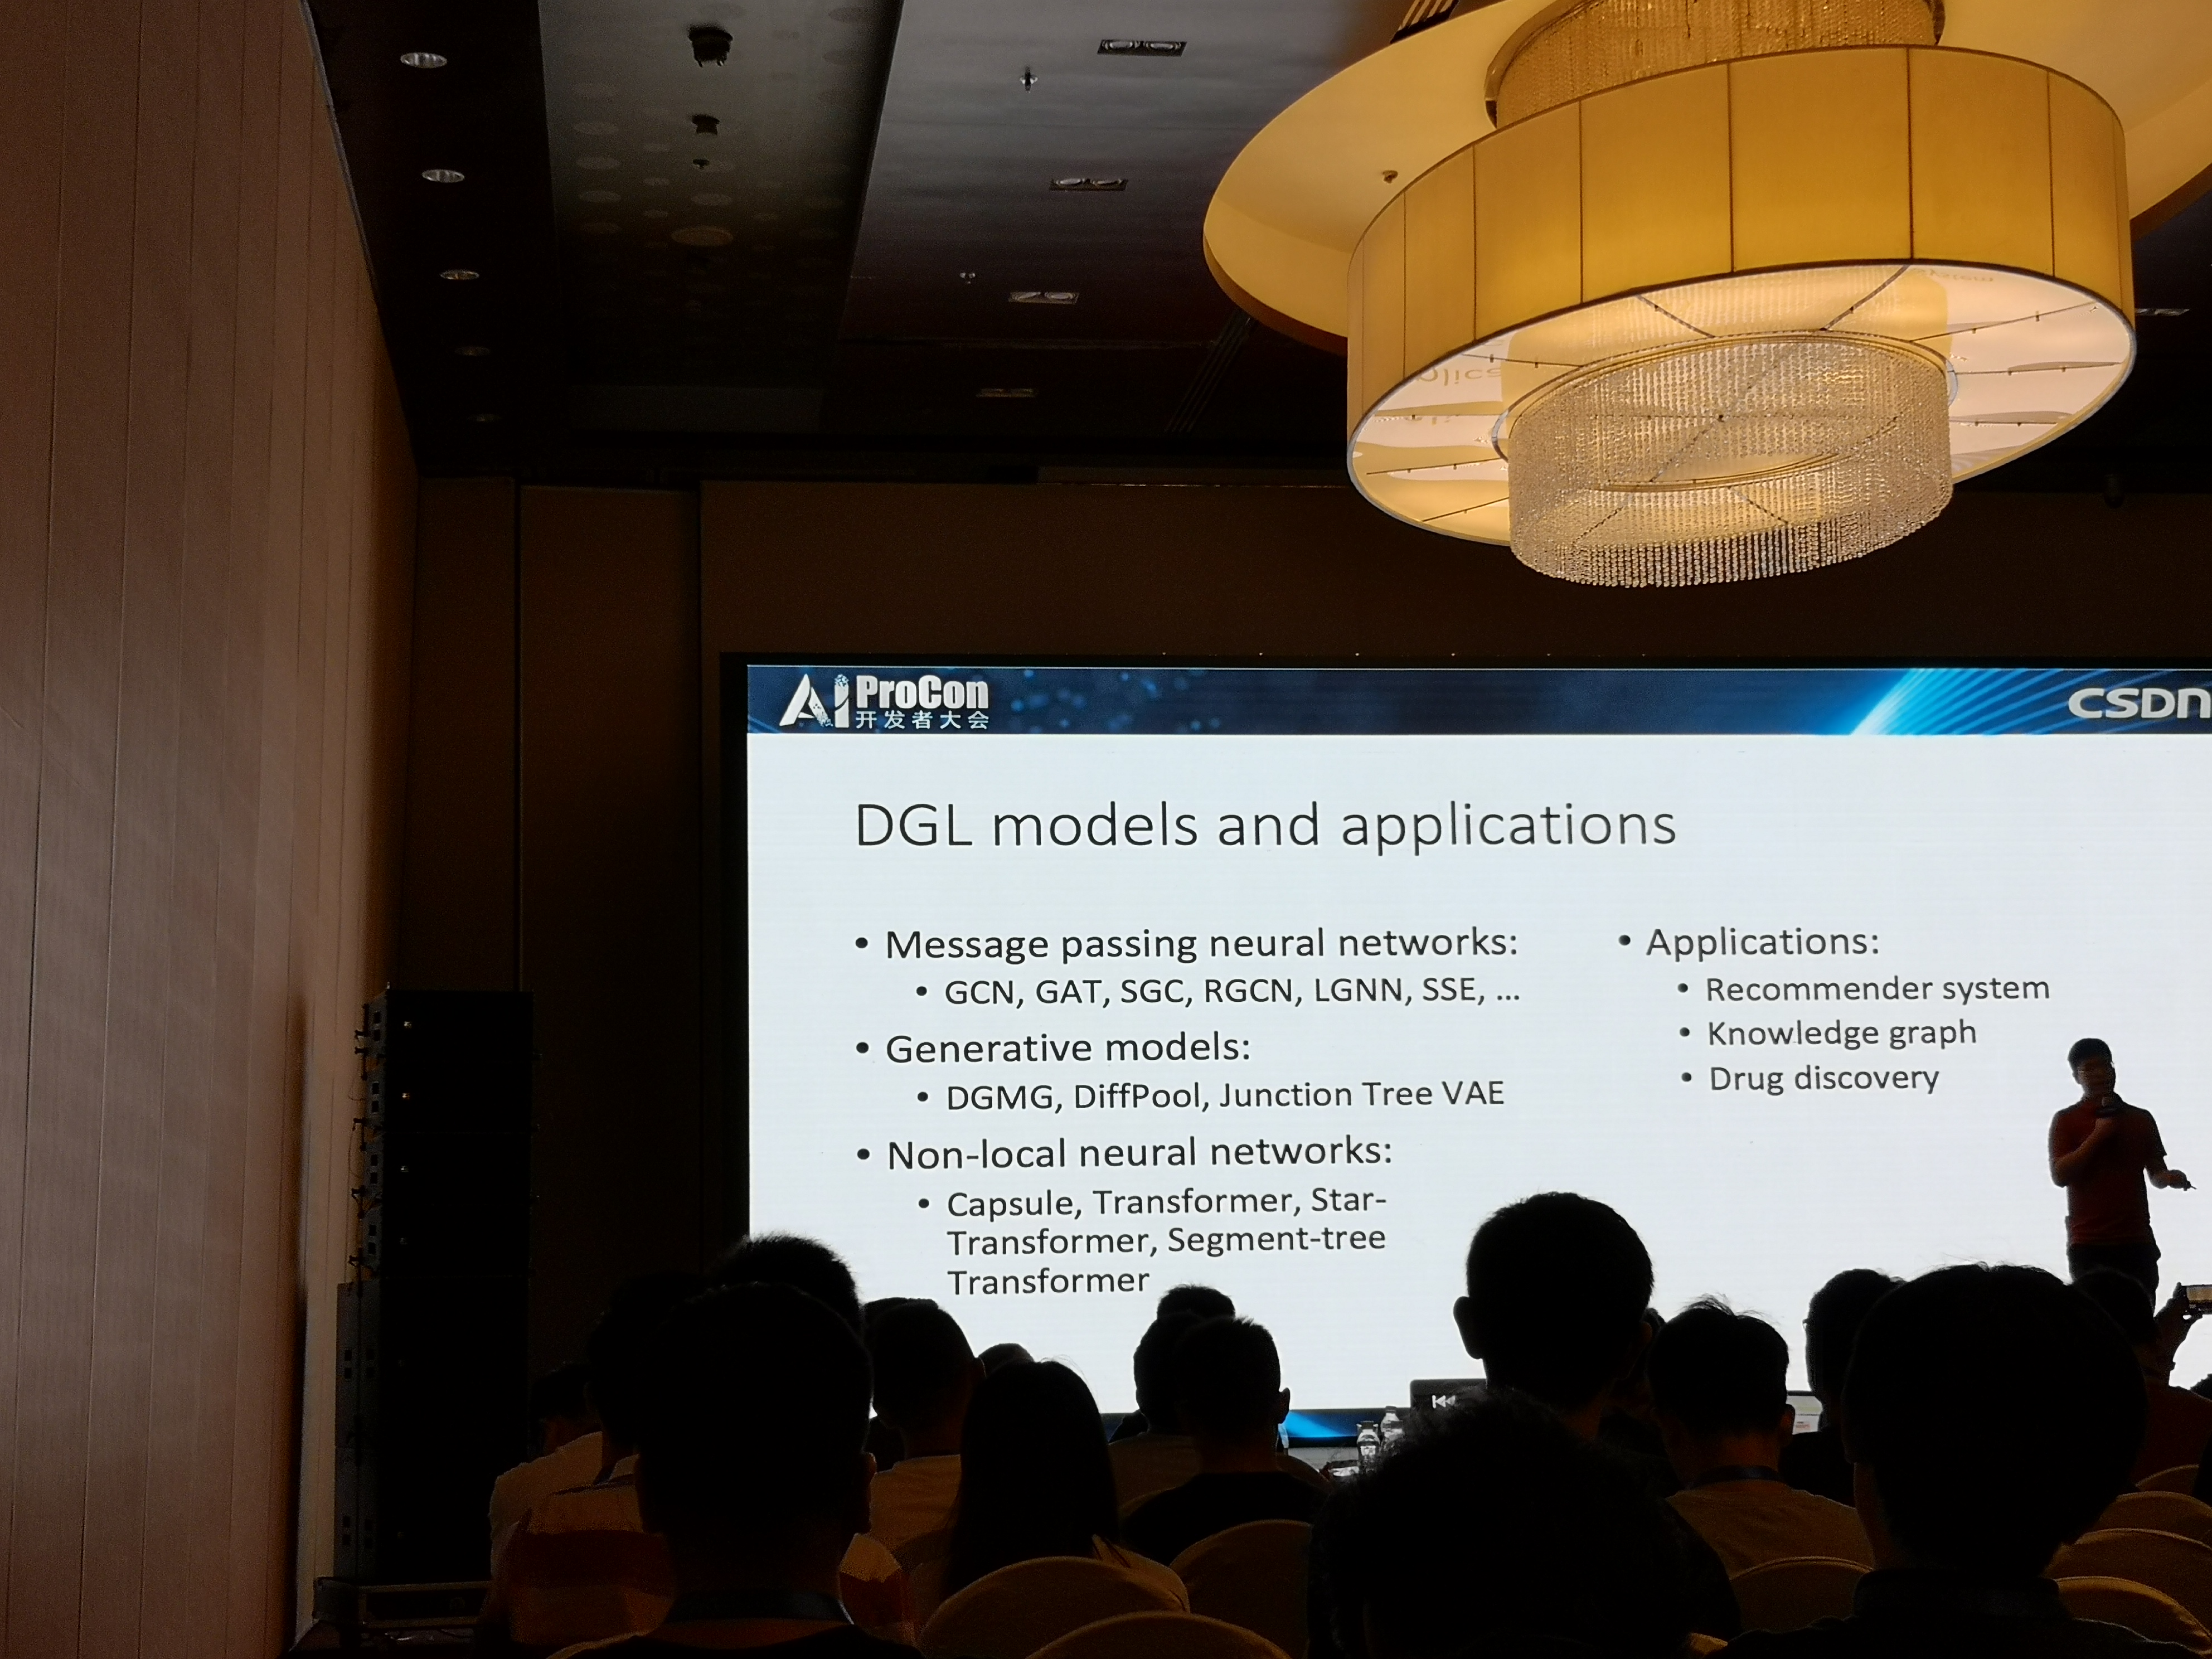 Ai ProCon
开发者大会
CSDN
DGL models and applications
• Message passing neural networks:
• GCN, GAT, SGC, RGCN, LGNN, SSE, ...
• Generative models:
• DGMG, DiffPool, Junction Tree VAE
• Non-local neural networks:
• Capsule, Transformer, Star-
Transformer, Segment-tree
Transformer
• Applications:
• Recommender system
• Knowledge graph
• Drug discovery